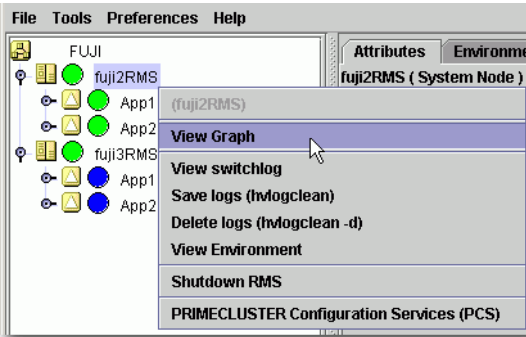 File Tools Preferences Help
FUJI
fuji2RMS
App1
App2
fuji3RMS
App1
App2
Attributes
fuji2RMS ( System Node )
(fuji2RMS)
View Graph
View switchlog
Save logs (hvlogclean)
Delete logs (hvlogclean -d)
View Environment
Shutdown RMS
PRIMECLUSTER Configuration Services (PCS)